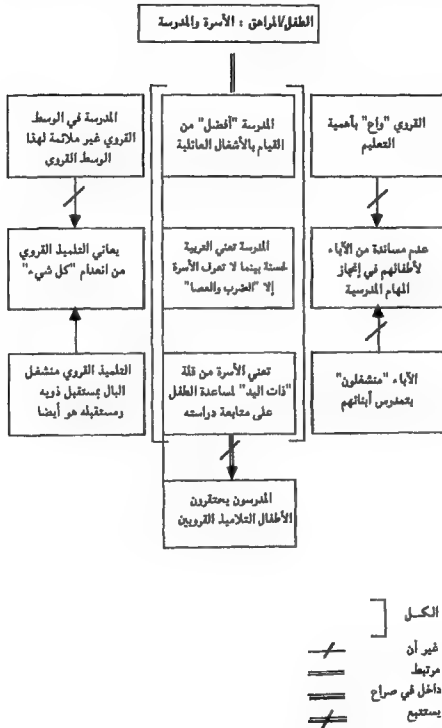 الطفل/المراهق : الأسرة والمدرسة
القروي "واع" بأهمية
التعليم
المدرسة "أفضل" من
القيام بالأشغال العائلية
المدرسة في الوسط
القروي غير ملائمة لهذا
الوسط القروي
عدم مساندة من الآباء
لأطفالهم في إنجاز
المهام المدرسية
المدرسة تعني التربية
لحسنة بينما لا تعرف الأسرة
إلا "الضرب والعصا"
يعاني التلميذ القروي
من انعدام "كل شيء"
الآباء "منشغلون"
بتمدرس أبنائهم
تعني الأسرة من قلة
"ذات اليد" لمساعدة الطفل
على متابعة دراسته
التلميذ القروي منشغل
البال بمستقبل ذويه
ومستقبله هو أيضا
المدرسون يحتقرون
الأطفال التلاميذ القرويين
الكل
غير أن
مرتبط
داخل في صراع
يستتبع